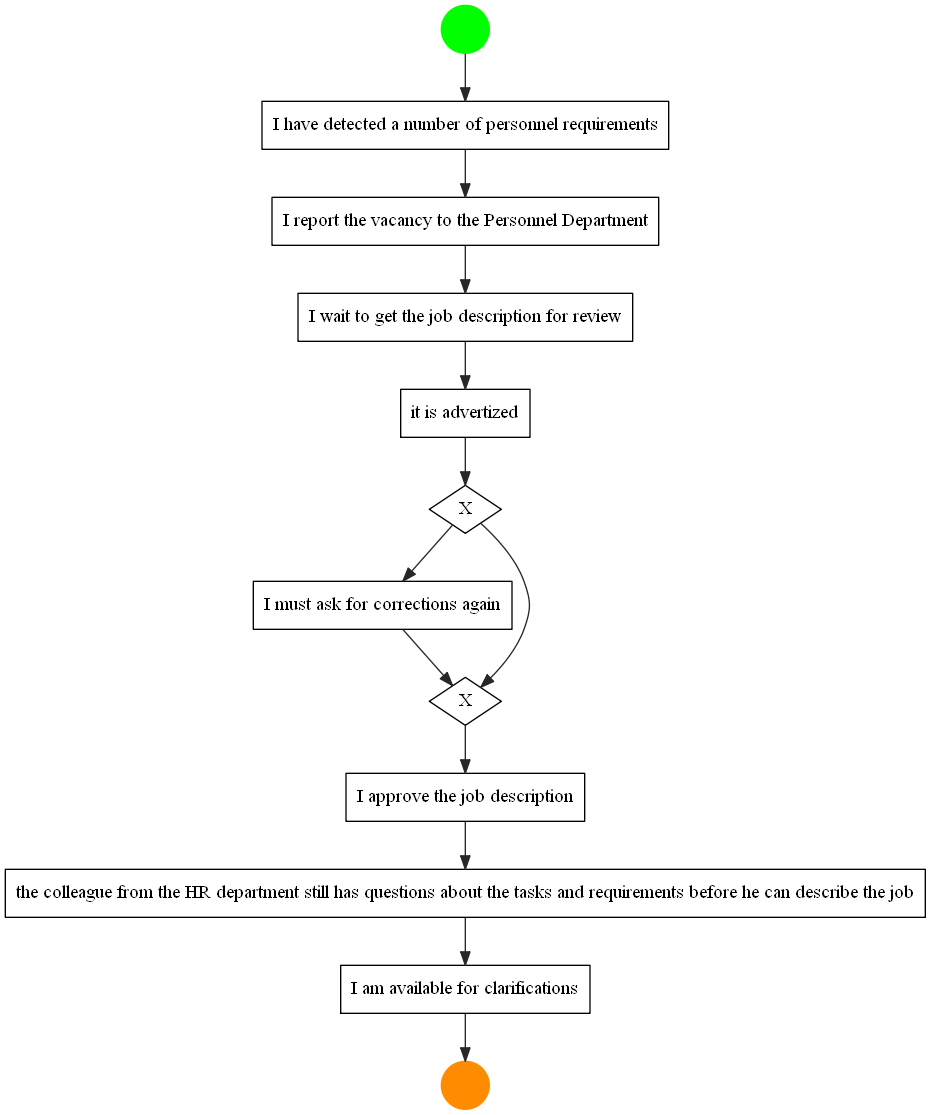 I have detected a number of personnel requirements
I report the vacancy to the Personnel Department
I wait to get the job description for review
it is advertized
X
I must ask for corrections again
X
I approve the job description
the colleague from the HR department still has questions about the tasks and requirements before he can describe the job
I am available for clarifications